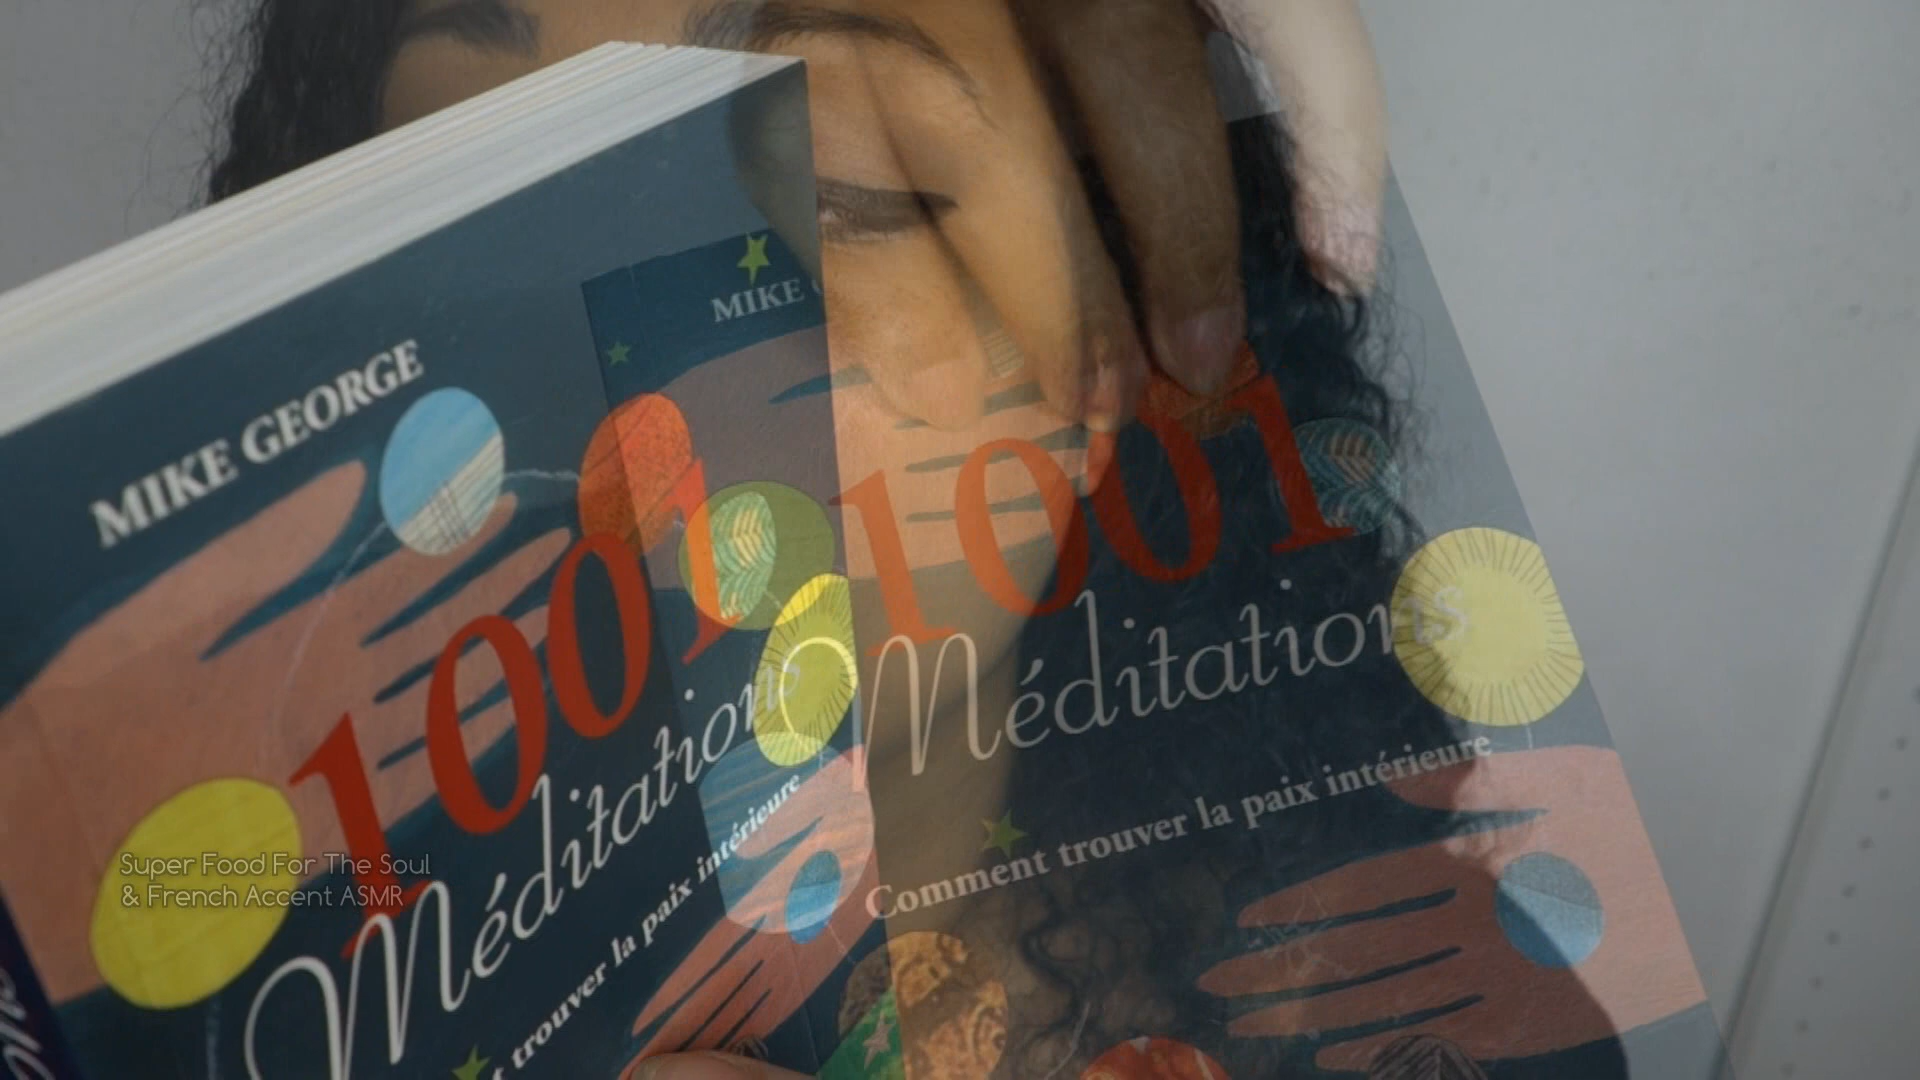 MIKE GEORGE
1001
Méditations
trouver la paix intérieure
MIKE
1001
Méditations
Comment trouver la paix intérieure
Super Food For The Soul
& French Accent ASMR